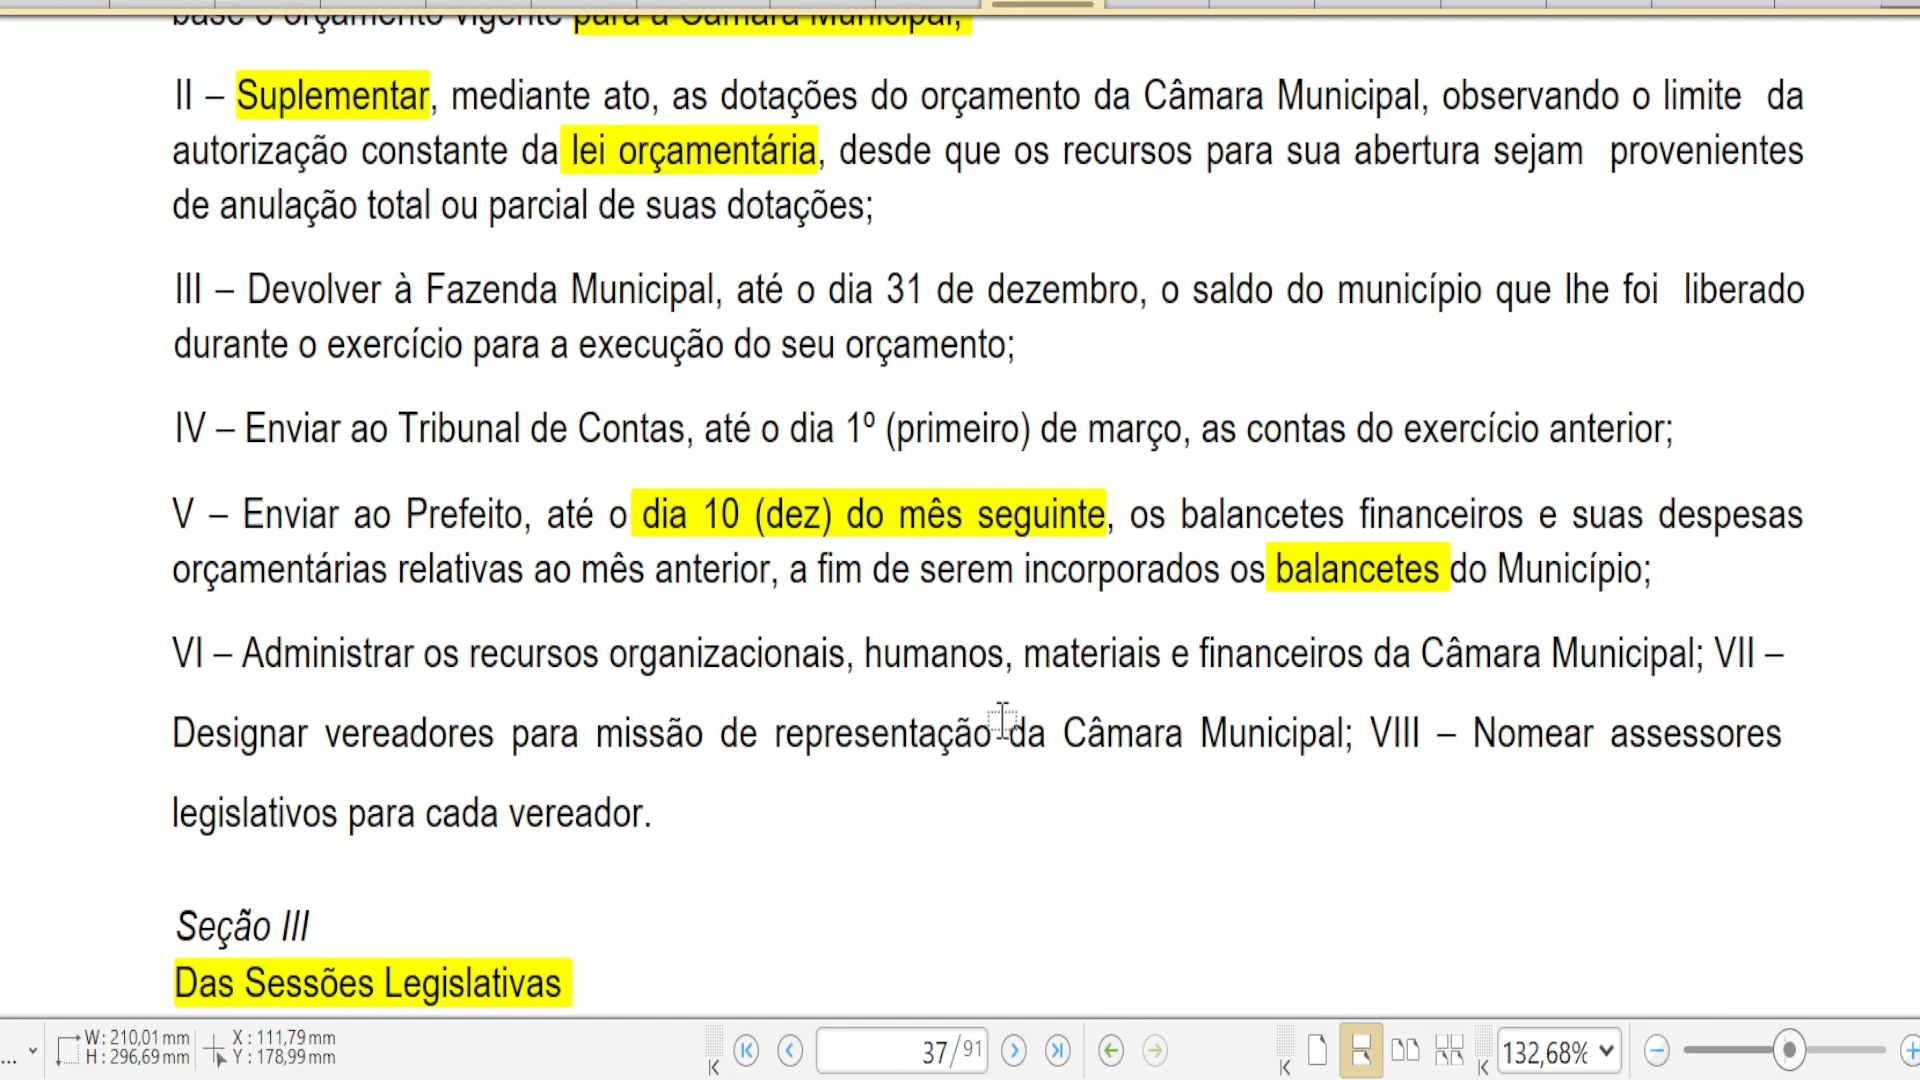 base o orçamento vigente para a Câmara Municipal;
II – Suplementar, mediante ato, as dotações do orçamento da Câmara Municipal, observando o limite da
autorização constante da lei orçamentária, desde que os recursos para sua abertura sejam provenientes
de anulação total ou parcial de suas dotações;
III – Devolver à Fazenda Municipal, até o dia 31 de dezembro, o saldo do município que lhe foi liberado
durante o exercício para a execução do seu orçamento;
IV – Enviar ao Tribunal de Contas, até o dia 1º (primeiro) de março, as contas do exercício anterior;
V – Enviar ao Prefeito, até o dia 10 (dez) do mês seguinte, os balancetes financeiros e suas despesas
orçamentárias relativas ao mês anterior, a fim de serem incorporados os balancetes do Município;
VI – Administrar os recursos organizacionais, humanos, materiais e financeiros da Câmara Municipal; VII –
Designar vereadores para missão de representação da Câmara Municipal; VIII – Nomear assessores
legislativos para cada vereador.
Seção III
Das Sessões Legislativas
... W: 210,01 mm X : 111,79 mm 37 / 91 132,68%
H : 296,69 mm Y : 178,99 mm